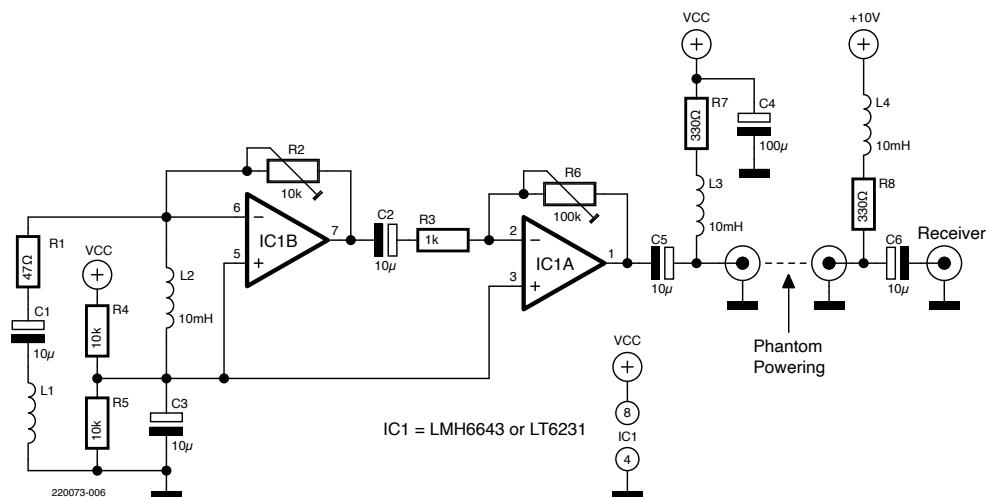 VCC
+10V
R7
330Ω
C4
100µ
L4
10mH
R2
10k
R6
100k
L3
10mH
R8
330Ω
6
−
IC1B
7
5
+
C2
10µ
R3
1k
2
−
IC1A
1
3
+
C5
10µ
C6
10µ
Receiver
R1
47Ω
VCC
L2
10mH
C1
10µ
R4
10k
Phantom
Powering
VCC
L1
R5
10k
C3
10µ
IC1 = LMH6643 or LT6231
8
IC1
4
220073-006